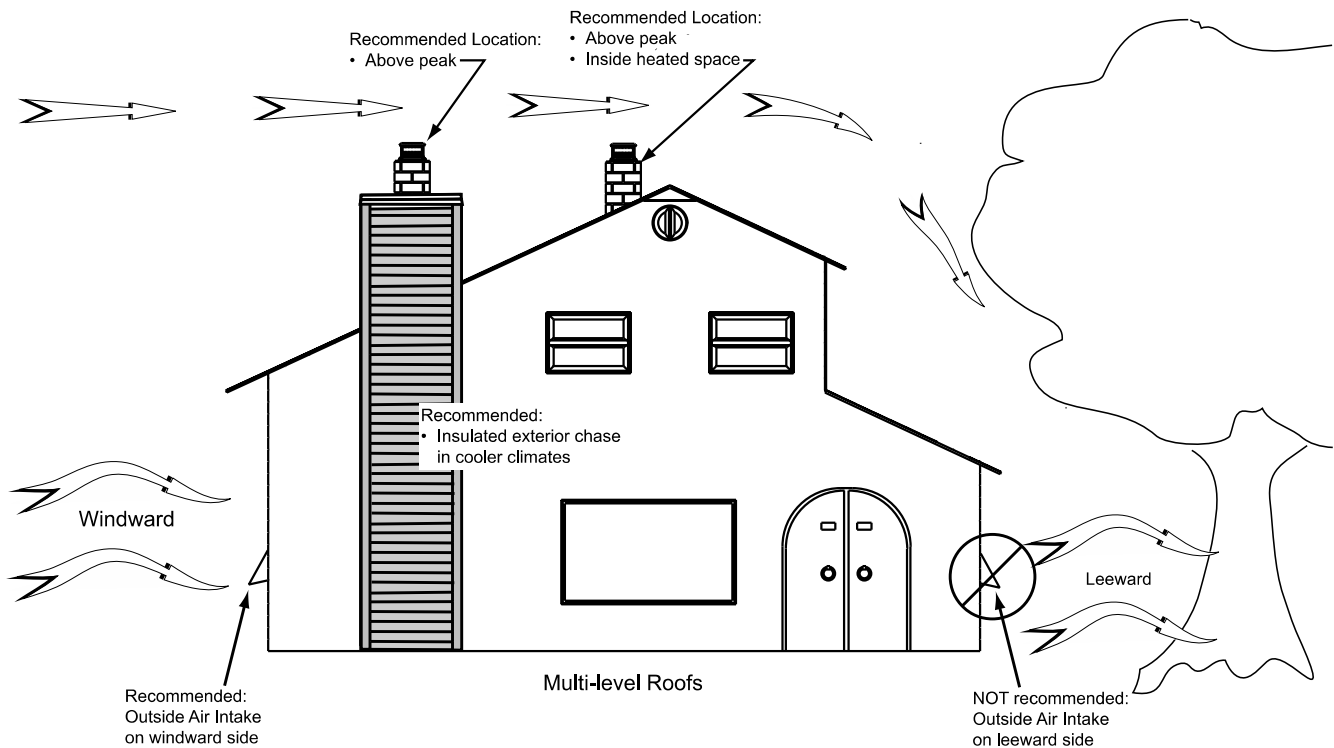 Recommended Location:
• Above peak
Recommended Location:
• Above peak
• Inside heated space
Recommended:
• Insulated exterior chase
in cooler climates
Windward
Leeward
Recommended:
Outside Air Intake
on windward side
Multi-level Roofs
NOT recommended:
Outside Air Intake
on leeward side